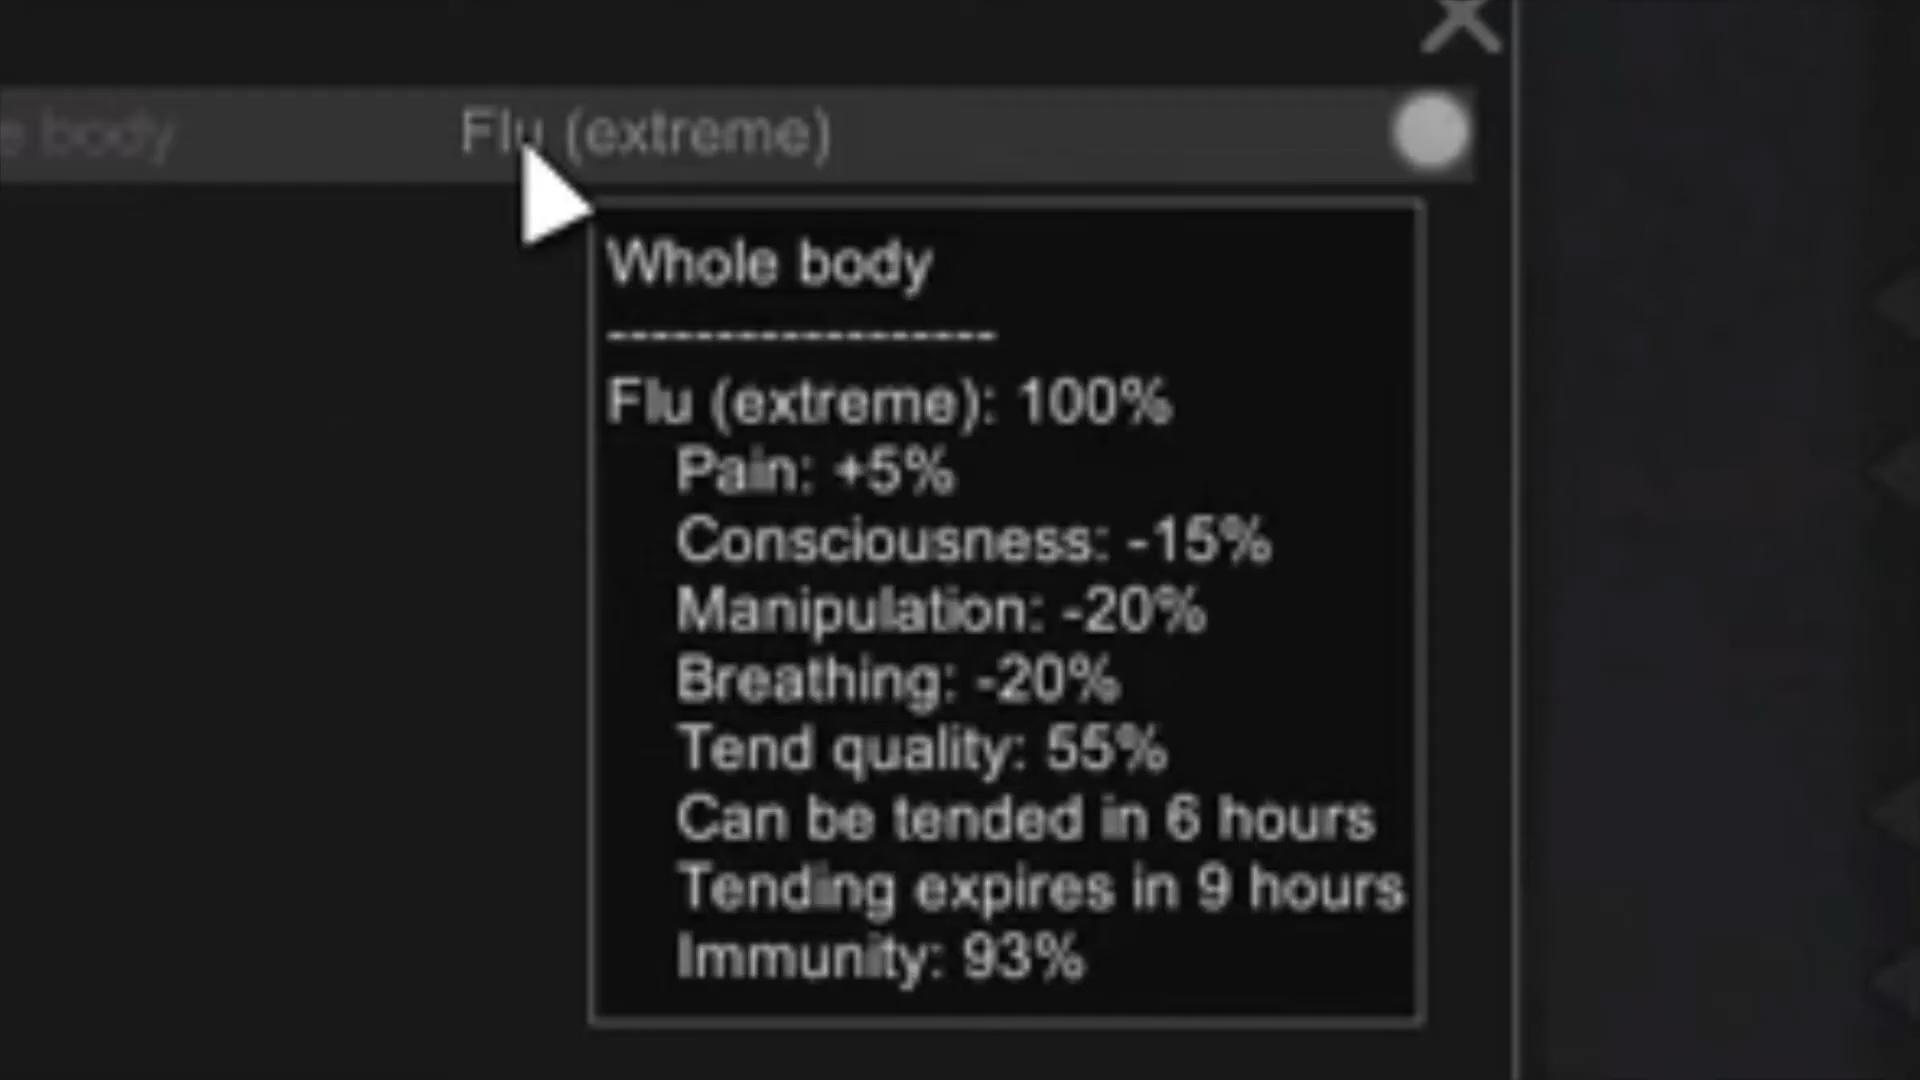 e body Flu (extreme)
Whole body
------------------
Flu (extreme): 100%
Pain: +5%
Consciousness: -15%
Manipulation: -20%
Breathing: -20%
Tend quality: 55%
Can be tended in 6 hours
Tending expires in 9 hours
Immunity: 93%